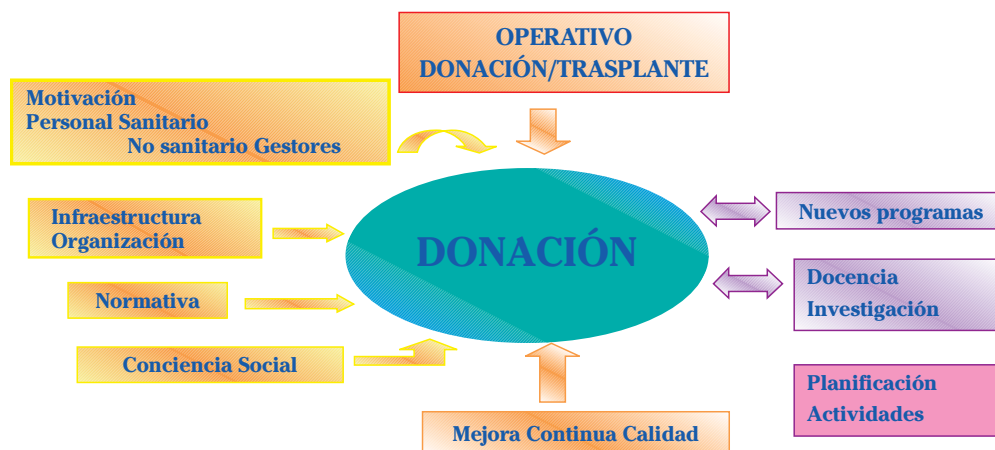 OPERATIVO
DONACIÓN/TRASPLANTE
Motivación
Personal Sanitario
No sanitario Gestores
Infraestructura
Organización
Normativa
Conciencia Social
DONACIÓN
Nuevos programas
Docencia
Investigación
Planificación
Actividades
Mejora Continua Calidad